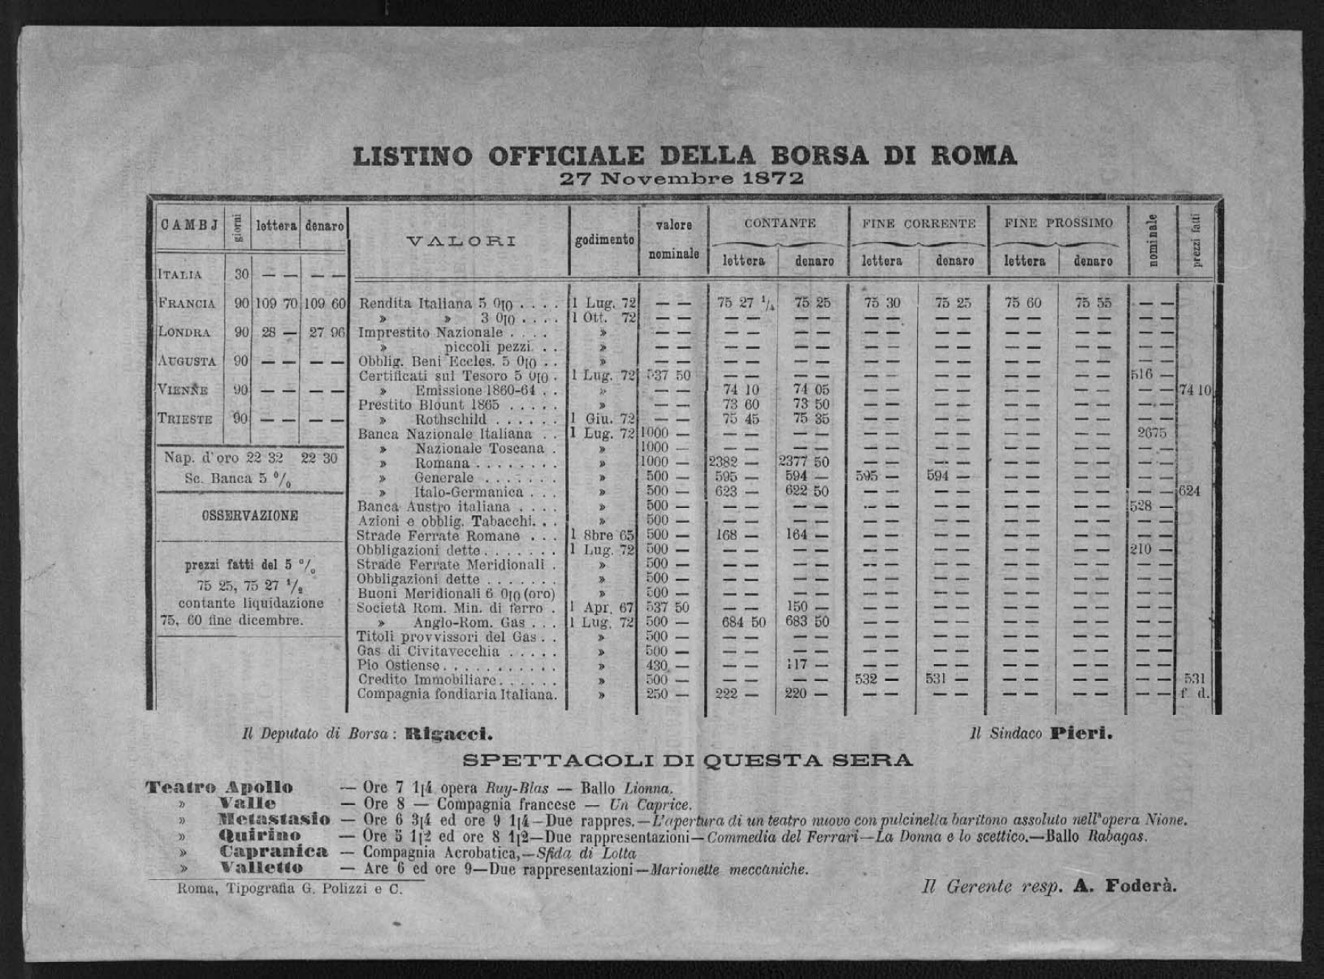 LISTINO OFFICIALE DELLA BORSA DI ROMA
27 Novembre 1872
CAMBJ giorni lettera denaro VALORI godimento valore nominale CONTANTE FINE CORRENTE FINE PROSSIMO nominale prezzi fatti
lettera denaro lettera denaro lettera denaro
ITALIA 30 — — — —
FRANCIA 90 109 70 109 60
LONDRA 90 28 — 27 96
AUGUSTA 90 — — — —
VIENNE 90 — — — —
TRIESTE 90 — — — —
Nap. d'oro 22 32 22 30
Sc. Banca 5 %
OSSERVAZIONE
prezzi fatti del 5 %
75 25, 75 27 ½
contante liquidazione
75, 60 fine dicembre.
Rendita Italiana 5 0|0 . . . . 1 Lug. 72 — — 75 27 ¼ 75 25 75 30 75 25 75 60 75 55 — —
» » 3 0|0 . . . . 1 Ott. 72 — — — — — — — — — — — — — — — —
Imprestito Nazionale . . . . » — — — — — — — — — — — — — — — —
» piccoli pezzi. . . » — — — — — — — — — — — — — — — —
Obblig. Beni Eccles. 5 0|0 . . » — — — — — — — — — — — — — — — —
Certificati sul Tesoro 5 0|0 . 1 Lug. 72 537 50 — — — — — — — — — — — — 516 —
» Emissione 1860-64 . . » — — 74 10 74 05 — — — — — — — — — — 74 10
Prestito Blount 1865 . . . . . » — — 73 60 73 50 — — — — — — — — — —
» Rothschild . . . . . . 1 Giu. 72 — — 75 45 75 35 — — — — — — — — — —
Banca Nazionale Italiana . . 1 Lug. 72 1000 — — — — — — — — — — — — — 2675
» Nazionale Toscana . » 1000 — — — — — — — — — — — — — — —
» Romana . . . . . . . . » 1000 — 2382 — 2377 50 — — — — — — — — — —
» Generale . . . . . . . » 500 — 595 — 594 — 595 — 594 — — — — — — —
» Italo-Germanica . . . » 500 — 623 — 622 50 — — — — — — — — — — 624
Banca Austro italiana . . . . » 500 — — — — — — — — — — — — — 528 —
Azioni e obblig. Tabacchi. . . » 500 — — — — — — — — — — — — — — —
Strade Ferrate Romane . . . 1 8bre 65 500 — 168 — 164 — — — — — — — — — — —
Obbligazioni dette . . . . . . . 1 Lug. 72 500 — — — — — — — — — — — — — 210 —
Strade Ferrate Meridionali . » 500 — — — — — — — — — — — — — — —
Obbligazioni dette . . . . . . . » 500 — — — — — — — — — — — — — — —
Buoni Meridionali 6 0|0 (oro) » 500 — — — — — — — — — — — — — — —
Società Rom. Min. di ferro . 1 Apr. 67 537 50 — — 150 — — — — — — — — — — —
» Anglo-Rom. Gas . . . 1 Lug. 72 500 — 684 50 683 50 — — — — — — — — — —
Titoli provvissori del Gas . . » 500 — — — — — — — — — — — — — — —
Gas di Civitavecchia . . . . . » 500 — — — — — — — — — — — — — — —
Pio Ostiense . . . . . . . . . . . » 430 — — — 117 — — — — — — — — — — —
Credito Immobiliare . . . . . . » 500 — — — — — 532 — 531 — — — — — — — 531
Compagnia fondiaria Italiana. » 250 — 222 — 220 — — — — — — — — — — — f d.
Il Deputato di Borsa : Rigacci. Il Sindaco Pieri.
SPETTACOLI DI QUESTA SERA
Teatro Apollo — Ore 7 1|4 opera Ruy-Blas — Ballo Lionna.
» Valle — Ore 8 — Compagnia francese — Un Caprice.
» Metastasio — Ore 6 3|4 ed ore 9 1|4—Due rappres.—L'apertura di un teatro nuovo con pulcinella baritono assoluto nell'opera Nione.
» Quirino — Ore 5 1|2 ed ore 8 1|2—Due rappresentazioni—Commedia del Ferrari—La Donna e lo scettico.—Ballo Rabagas.
» Capranica — Compagnia Acrobatica,—Sfida di Lotta
» Valletto — Are 6 ed ore 9—Due rappresentazioni—Marionette meccaniche.
Roma, Tipografia G. Polizzi e C. Il Gerente resp. A. Foderà.